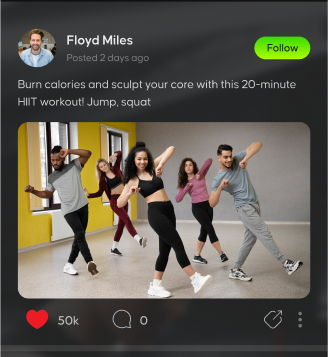 Floyd Miles
Posted 2 days ago
Follow
Burn calories and sculpt your core with this 20-minute
HIIT workout! Jump, squat
50k
0